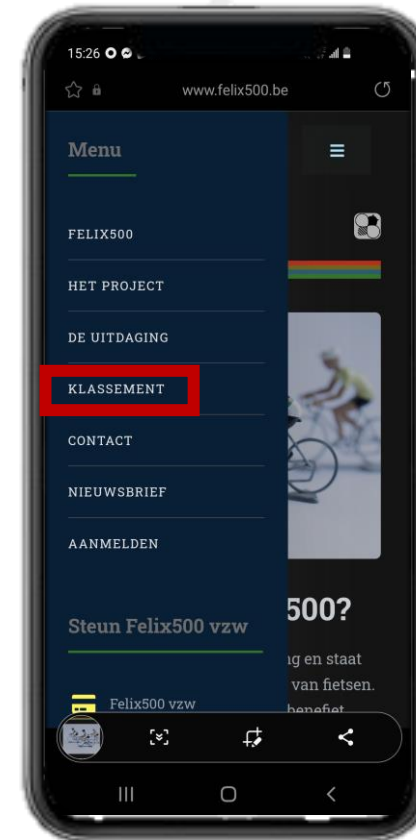 15:26
www.felix500.be
Menu
FELIX500
HET PROJECT
DE UITDAGING
KLASSEMENT
CONTACT
NIEUWSBRIEF
AANMELDEN
500?
Steun Felix500 vzw
en staat
van fietsen.
Felix500 vzw
benefiet